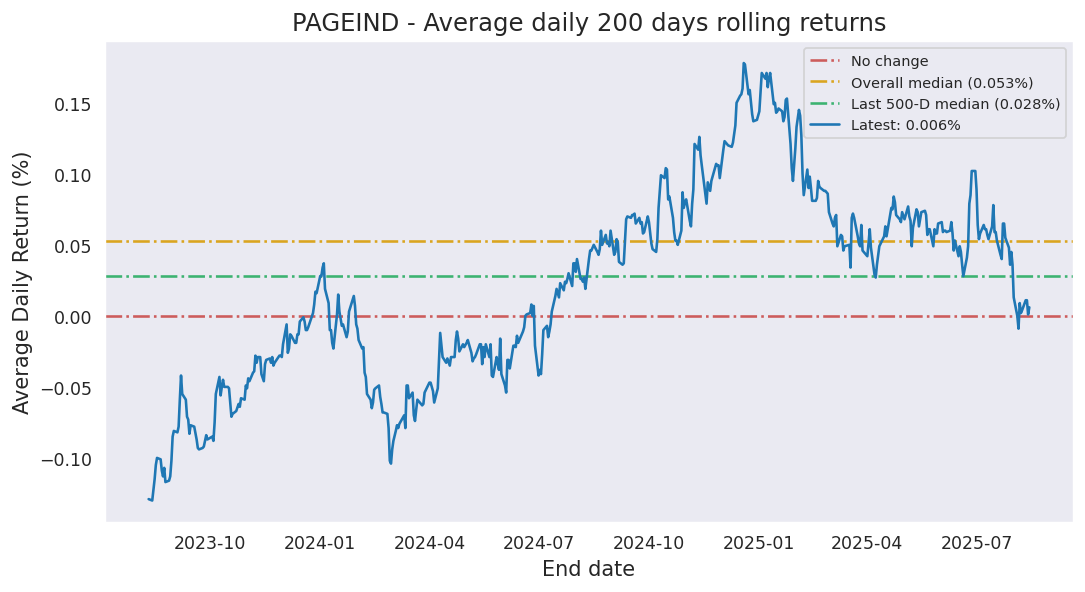 PAGEIND - Average daily 200 days rolling returns
No change
Overall median (0.053%)
Last 500-D median (0.028%)
Latest: 0.006%
Average Daily Return (%)
0.15
0.10
0.05
0.00
−0.05
−0.10
2023-10 2024-01 2024-04 2024-07 2024-10 2025-01 2025-04 2025-07
End date